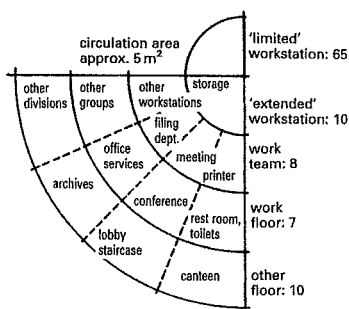 circulation area
approx. 5 m²
'limited'
workstation: 65
other
divisions
other
groups
other
workstations
storage
'extended'
workstation: 10
filing
dept.
office
services
meeting
work
team: 8
printer
archives
conference
work
floor: 7
rest room,
toilets
lobby
staircase
canteen
other
floor: 10